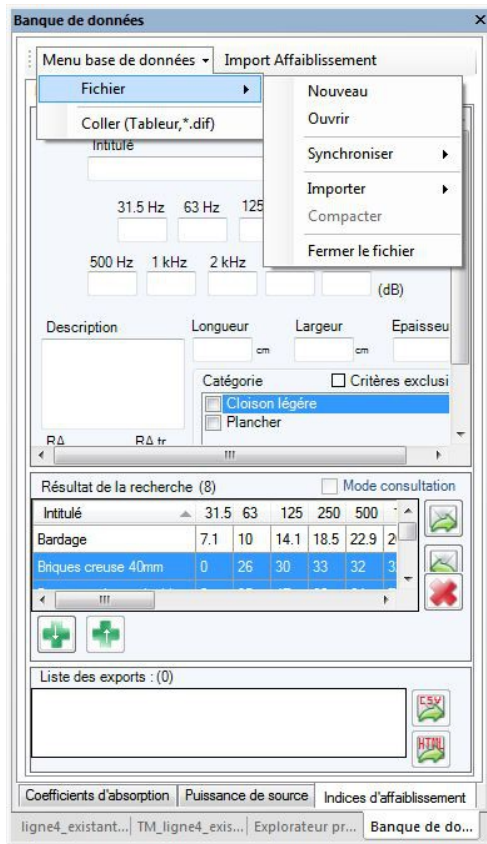 Banque de données
Menu base de données Import Affaiblissement
Fichier
Coller (Tableur,*.dif)
Nouveau
Ouvrir
Synchroniser
Importer
Compacter
Fermer le fichier
Intitulé
31.5 Hz 63 Hz 125
500 Hz 1 kHz 2 kHz
(dB)
Description Longueur Largeur Epaisseu
cm cm
Catégorie Critères exclusi
Cloison légére
Plancher
RA RA tr
Résultat de la recherche (8) Mode consultation
Intitulé 31.5 63 125 250 500
Bardage 7.1 10 14.1 18.5 22.9
Briques creuse 40mm 0 26 30 33 32
Liste des exports : (0)
CSV
HTML
Coefficients d'absorption Puissance de source Indices d'affaiblissement
ligne4_existant... TM_ligne4_exis... Explorateur pr... Banque de do...